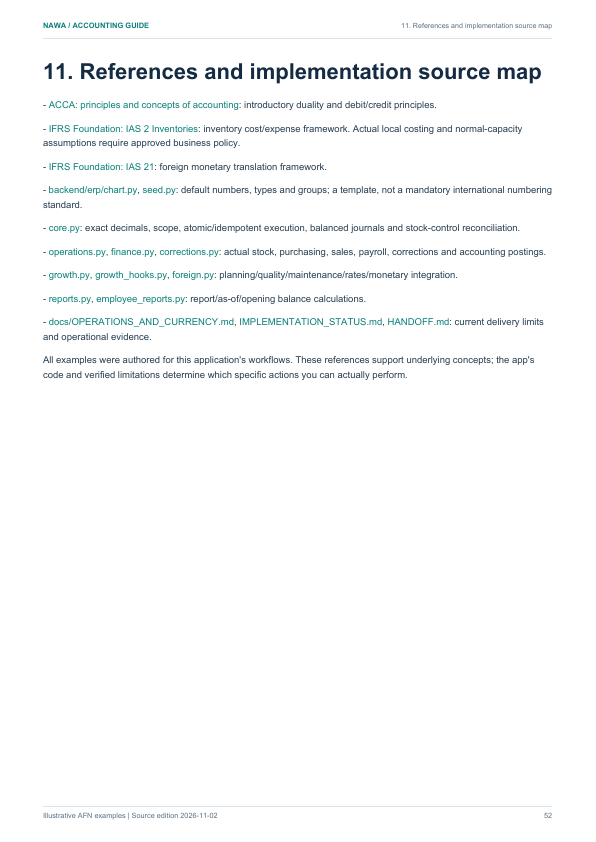 NAWA / ACCOUNTING GUIDE
11. References and implementation source map
11. References and implementation source map
- ACCA: principles and concepts of accounting: introductory duality and debit/credit principles.
- IFRS Foundation: IAS 2 Inventories: inventory cost/expense framework. Actual local costing and normal-capacity
assumptions require approved business policy.
- IFRS Foundation: IAS 21: foreign monetary translation framework.
- backend/erp/chart.py, seed.py: default numbers, types and groups; a template, not a mandatory international numbering
standard.
- core.py: exact decimals, scope, atomic/idempotent execution, balanced journals and stock-control reconciliation.
- operations.py, finance.py, corrections.py: actual stock, purchasing, sales, payroll, corrections and accounting postings.
- growth.py, growth_hooks.py, foreign.py: planning/quality/maintenance/rates/monetary integration.
- reports.py, employee_reports.py: report/as-of/opening balance calculations.
- docs/OPERATIONS_AND_CURRENCY.md, IMPLEMENTATION_STATUS.md, HANDOFF.md: current delivery limits
and operational evidence.
All examples were authored for this application's workflows. These references support underlying concepts; the app's
code and verified limitations determine which specific actions you can actually perform.
Illustrative AFN examples | Source edition 2026-11-02
52